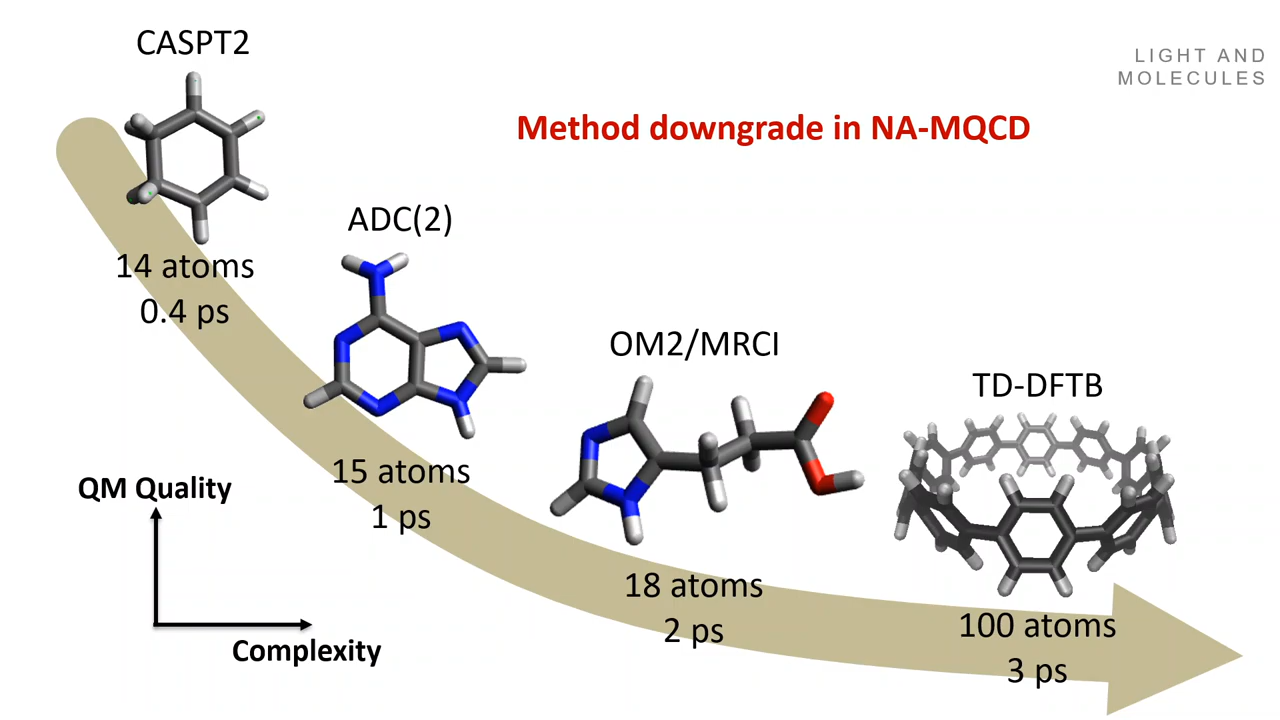 CASPT2
LIGHT AND
MOLECULES
Method downgrade in NA-MQCD
14 atoms
0.4 ps
ADC(2)
15 atoms
1 ps
OM2/MRCI
18 atoms
2 ps
TD-DFTB
100 atoms
3 ps
QM Quality
Complexity